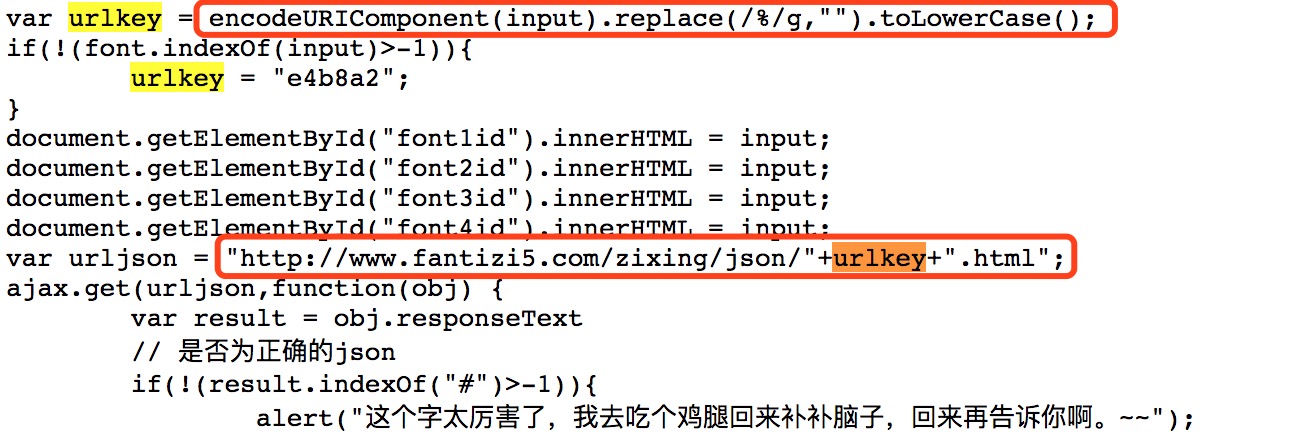 var urlkey = encodeURIComponent(input).replace(/%/g,"").toLowerCase();
if(!(font.indexOf(input)>-1)){
urlkey = "e4b8a2";
}
document.getElementById("font1id").innerHTML = input;
document.getElementById("font2id").innerHTML = input;
document.getElementById("font3id").innerHTML = input;
document.getElementById("font4id").innerHTML = input;
var urljson = "http://www.fantizi5.com/zixing/json/"+urlkey+".html";
ajax.get(urljson,function(obj) {
var result = obj.responseText
// 是否为正确的json
if(!(result.indexOf("#")>-1)){
alert("这个字太厉害了，我去吃个鸡腿回来补补脑子，回来再告诉你啊。~~");